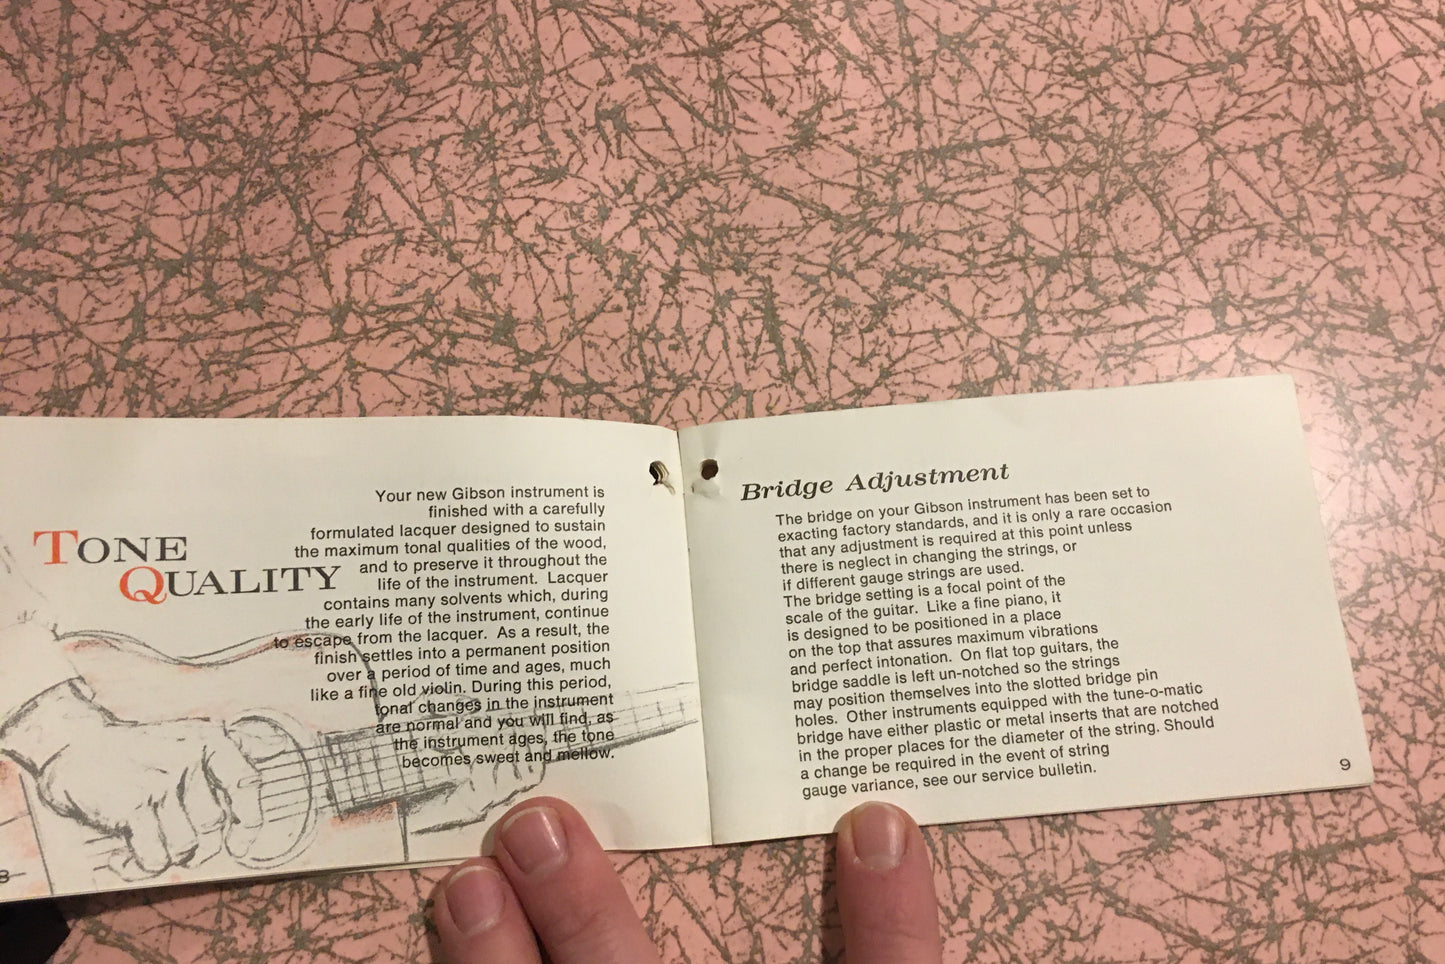 TONE
QUALITY
Your new Gibson instrument is
finished with a carefully
formulated lacquer designed to sustain
the maximum tonal qualities of the wood,
and to preserve it throughout the
life of the instrument. Lacquer
contains many solvents which, during
the early life of the instrument, continue
to escape from the lacquer. As a result, the
finish settles into a permanent position
over a period of time and ages, much
like a fine old violin. During this period,
tonal changes in the instrument
are normal and you will find, as
the instrument ages, the tone
becomes sweet and mellow.
8
Bridge Adjustment
The bridge on your Gibson instrument has been set to
exacting factory standards, and it is only a rare occasion
that any adjustment is required at this point unless
there is neglect in changing the strings, or
if different gauge strings are used.
The bridge setting is a focal point of the
scale of the guitar. Like a fine piano, it
is designed to be positioned in a place
on the top that assures maximum vibrations
and perfect intonation. On flat top guitars, the
bridge saddle is left un-notched so the strings
may position themselves into the slotted bridge pin
holes. Other instruments equipped with the tune-o-matic
bridge have either plastic or metal inserts that are notched
in the proper places for the diameter of the string. Should
a change be required in the event of string
gauge variance, see our service bulletin.
9